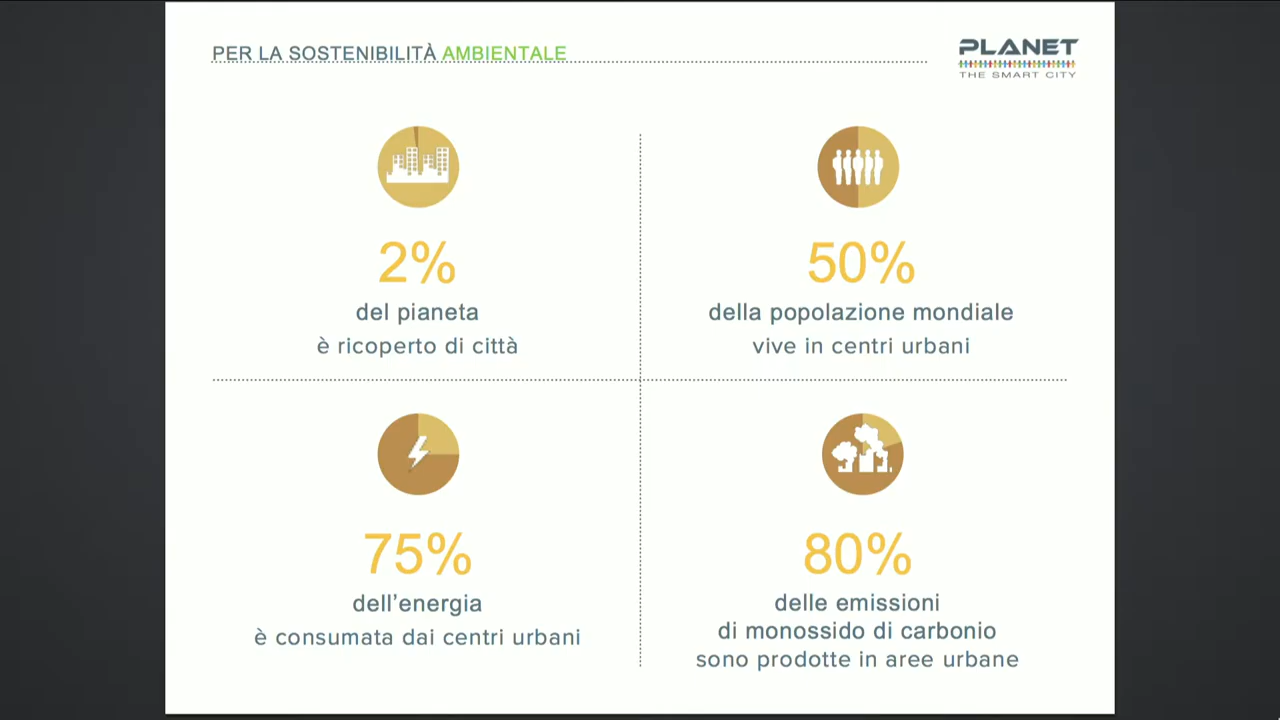 PER LA SOSTENIBILITÀ AMBIENTALE
PLANET
THE SMART CITY
2%
del pianeta
è ricoperto di città
50%
della popolazione mondiale
vive in centri urbani
75%
dell'energia
è consumata dai centri urbani
80%
delle emissioni
di monossido di carbonio
sono prodotte in aree urbane